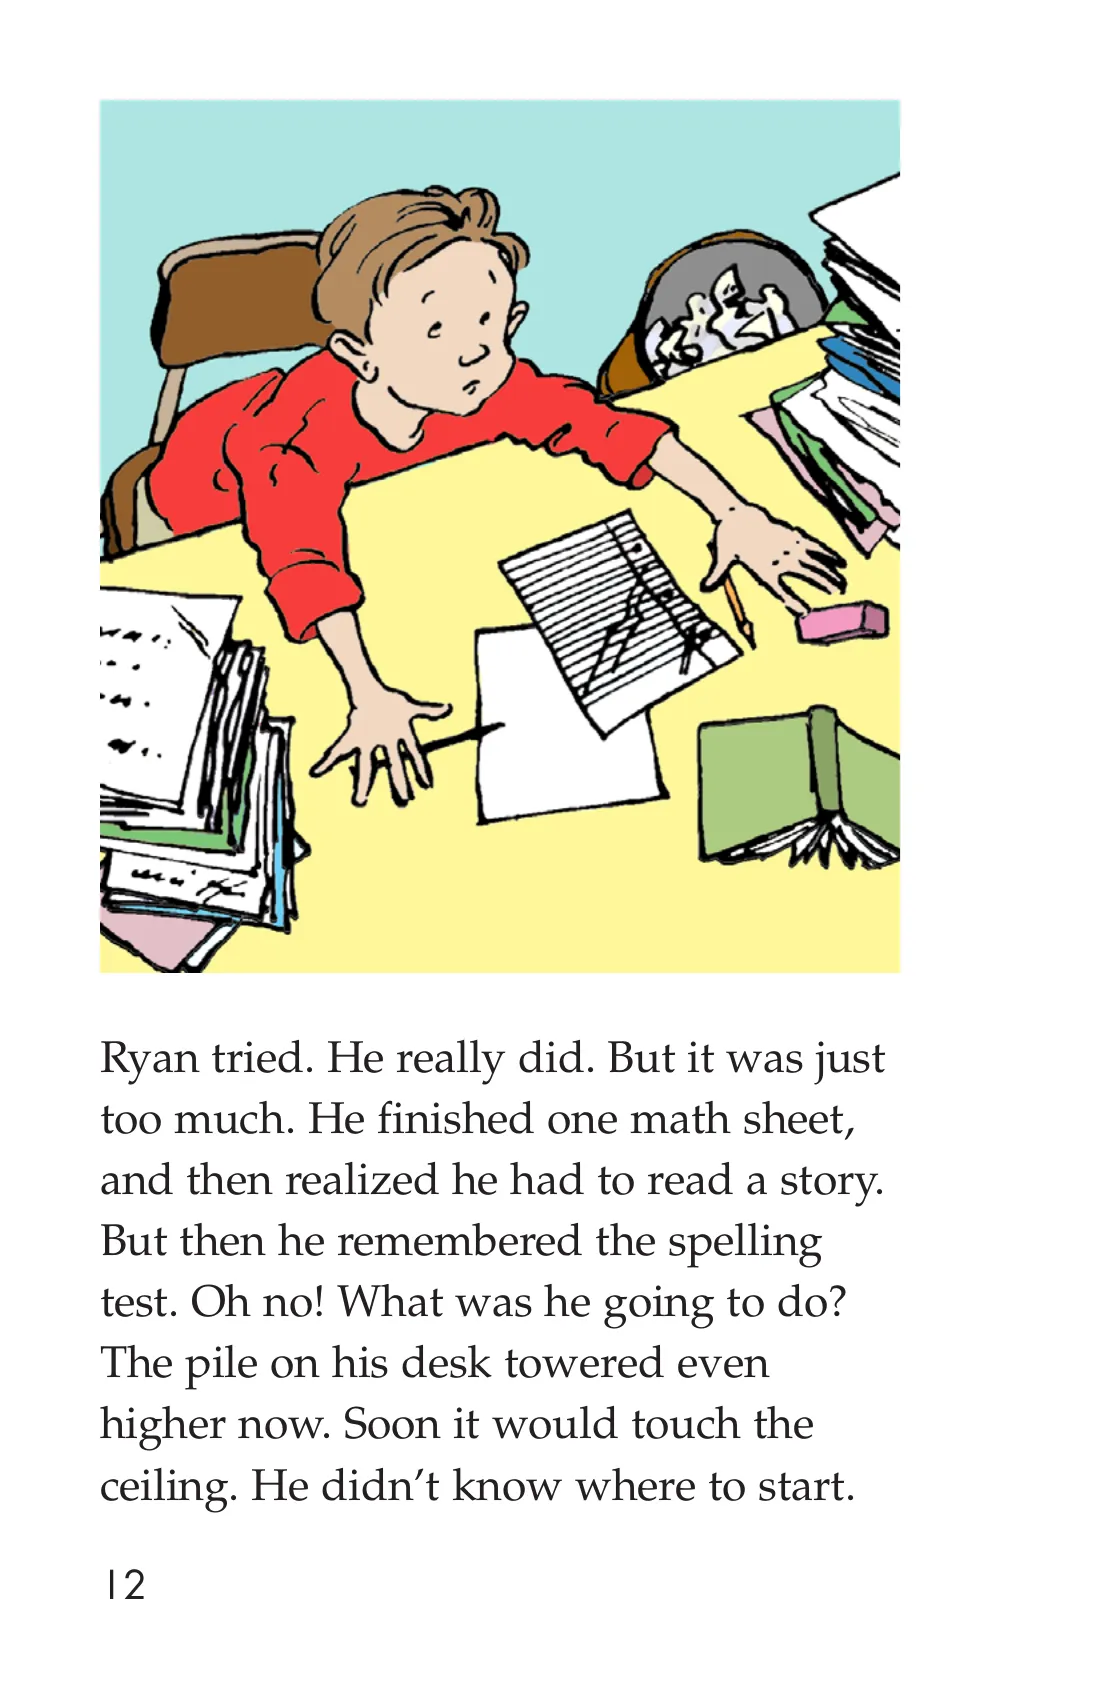 Ryan tried. He really did. But it was just
too much. He finished one math sheet,
and then realized he had to read a story.
But then he remembered the spelling
test. Oh no! What was he going to do?
The pile on his desk towered even
higher now. Soon it would touch the
ceiling. He didn’t know where to start.
12